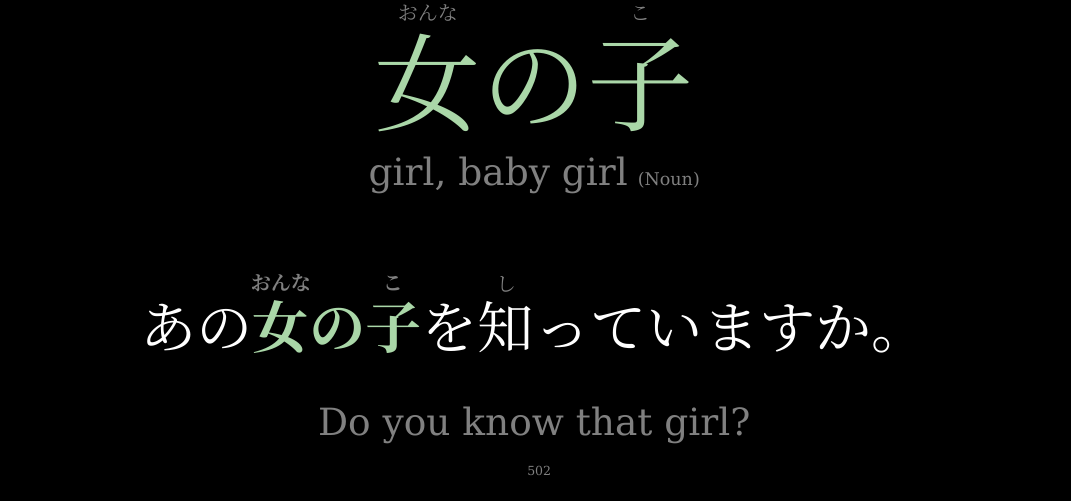 おんな こ
女の子
girl, baby girl (Noun)
おんな こ し
あの女の子を知っていますか。
Do you know that girl?
502